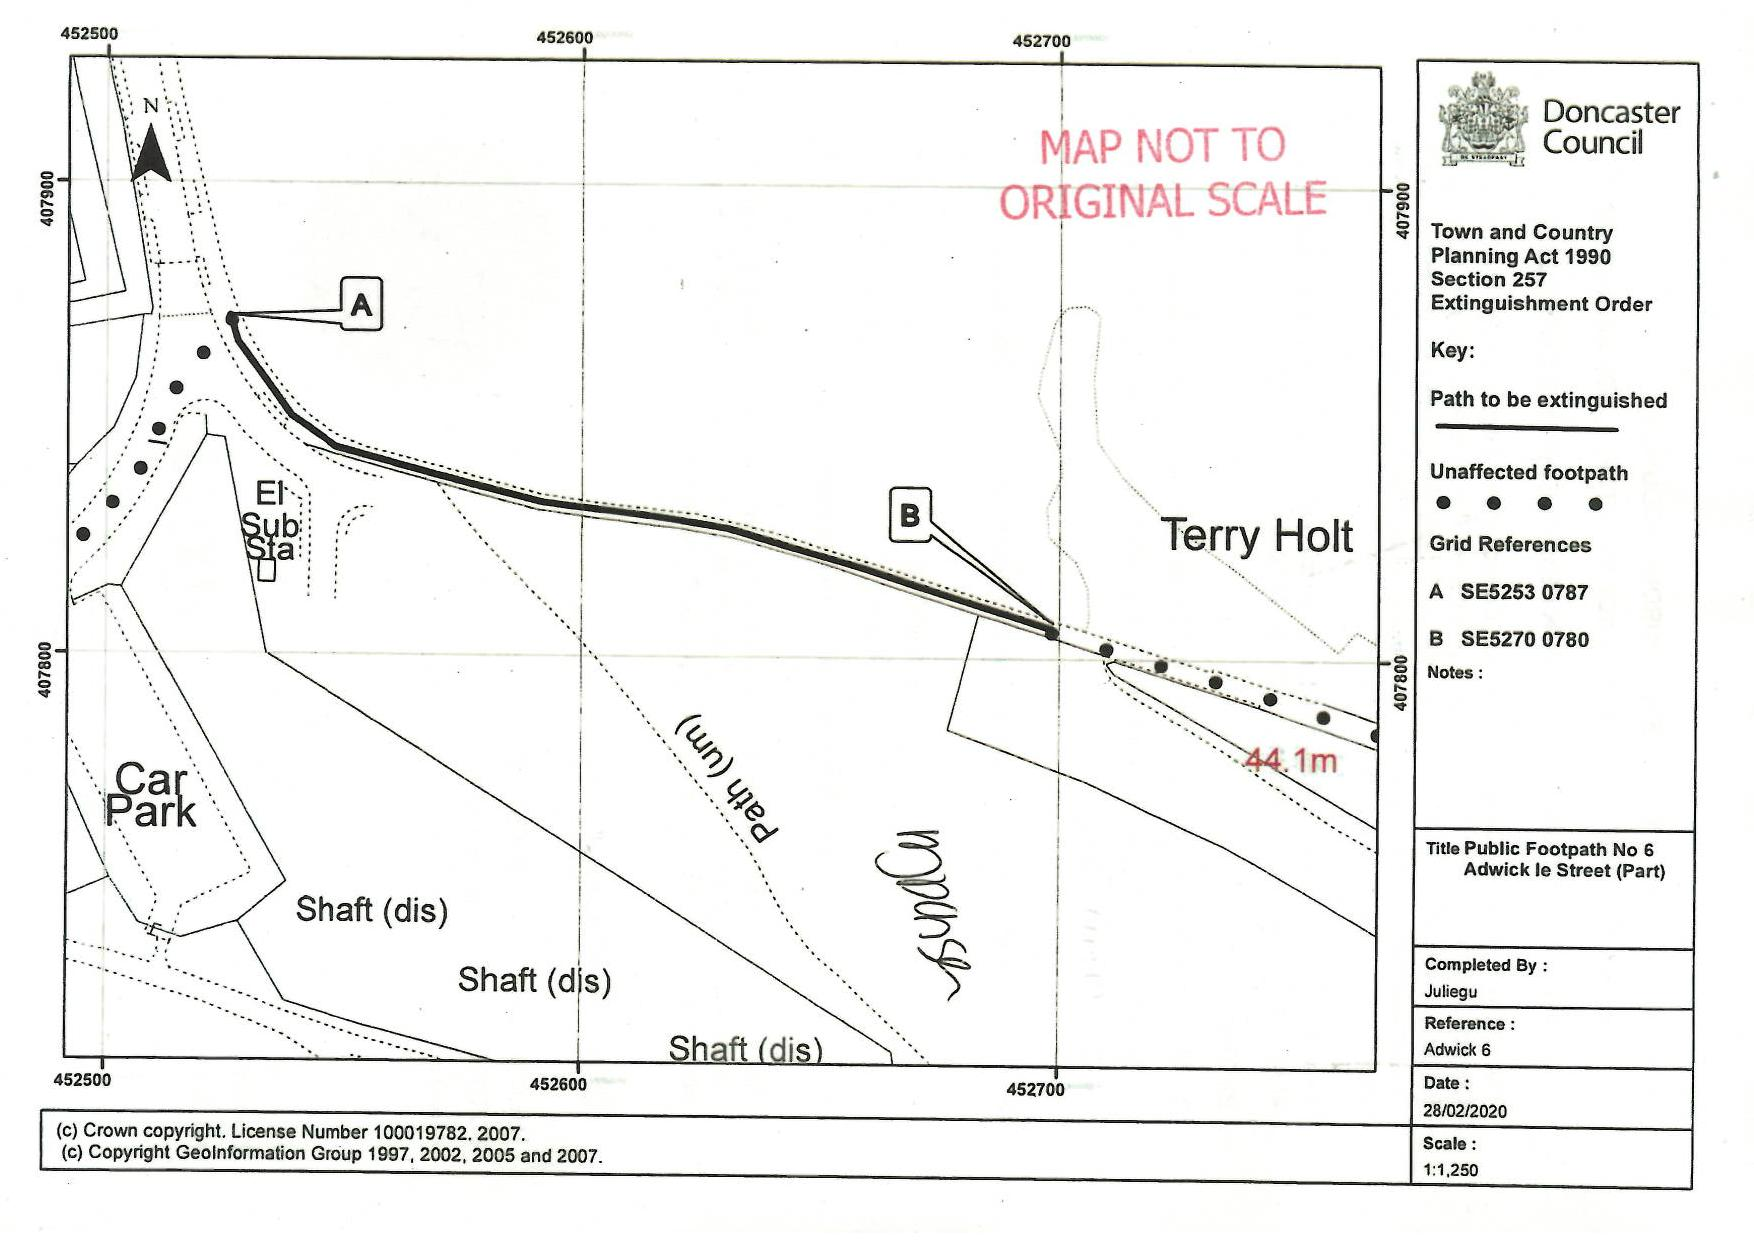 452500
452600
452700
N
407900
407900
MAP NOT TO
ORIGINAL SCALE
A
B
El
Sub
Sta
Terry Holt
407800
407800
Path (um)
44.1m
Car
Park
Shaft (dis)
Shaft (dis)
Shaft (dis)
452500
452600
452700
(c) Crown copyright. License Number 100019782. 2007.
(c) Copyright GeoInformation Group 1997, 2002, 2005 and 2007.
Doncaster
Council
Town and Country
Planning Act 1990
Section 257
Extinguishment Order
Key:
Path to be extinguished
Unaffected footpath
Grid References
A SE5253 0787
B SE5270 0780
Notes :
Title Public Footpath No 6
Adwick le Street (Part)
Completed By :
Juliegu
Reference :
Adwick 6
Date :
28/02/2020
Scale :
1:1,250